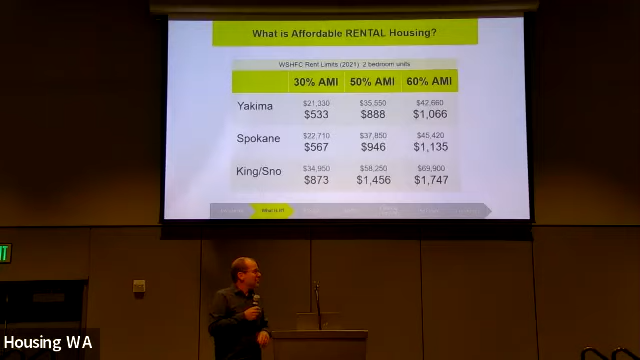 What is Affordable RENTAL Housing?
WSHFC Rent Limits (2021): 2 bedroom units
30% AMI 50% AMI 60% AMI
Yakima $21,330 $35,550 $42,660
$533 $888 $1,066
Spokane $22,710 $37,850 $45,420
$567 $946 $1,135
King/Sno $34,950 $58,250 $69,900
$873 $1,456 $1,747
What is it?
IT
Housing WA